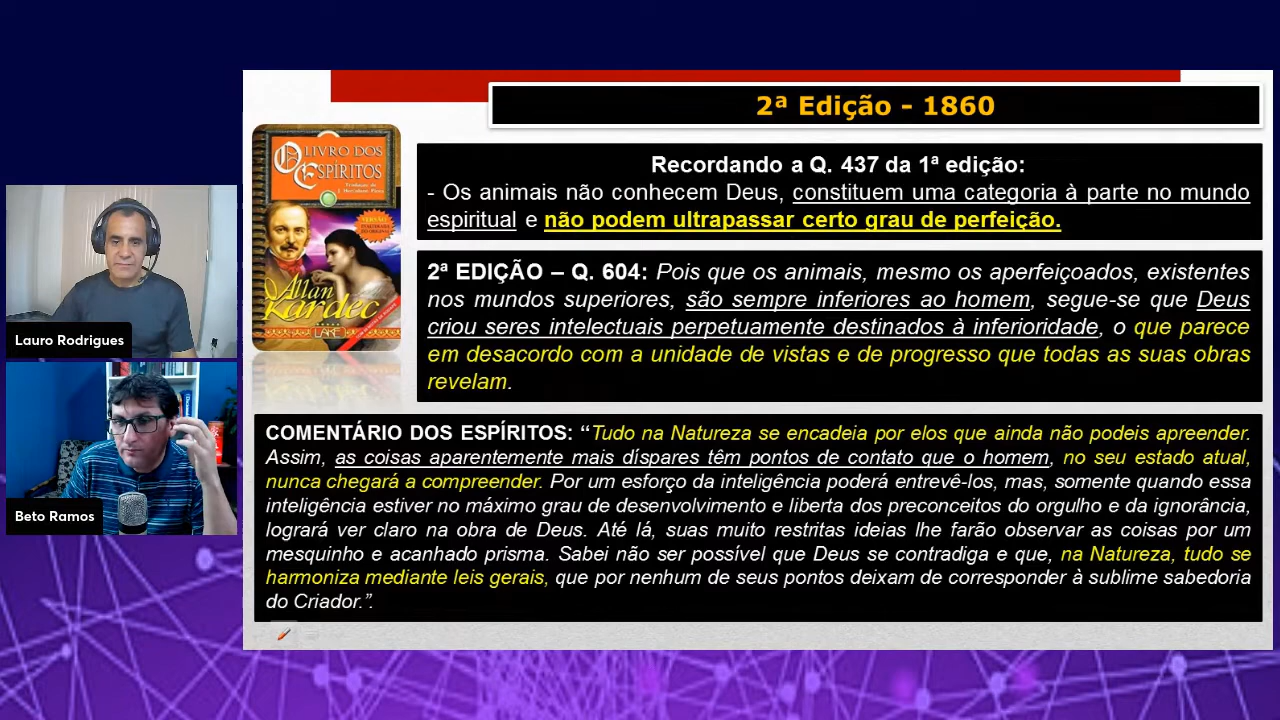 2ª Edição - 1860
O LIVRO DOS
ESPÍRITOS
Allan
Kardec
LAKE
Recordando a Q. 437 da 1ª edição:
- Os animais não conhecem Deus, constituem uma categoria à parte no mundo
espiritual e não podem ultrapassar certo grau de perfeição.
2ª EDIÇÃO – Q. 604: Pois que os animais, mesmo os aperfeiçoados, existentes
nos mundos superiores, são sempre inferiores ao homem, segue-se que Deus
criou seres intelectuais perpetuamente destinados à inferioridade, o que parece
em desacordo com a unidade de vistas e de progresso que todas as suas obras
revelam.
COMENTÁRIO DOS ESPÍRITOS: “Tudo na Natureza se encadeia por elos que ainda não podeis apreender.
Assim, as coisas aparentemente mais díspares têm pontos de contato que o homem, no seu estado atual,
nunca chegará a compreender. Por um esforço da inteligência poderá entrevê-los, mas, somente quando essa
inteligência estiver no máximo grau de desenvolvimento e liberta dos preconceitos do orgulho e da ignorância,
logrará ver claro na obra de Deus. Até lá, suas muito restritas ideias lhe farão observar as coisas por um
mesquinho e acanhado prisma. Sabei não ser possível que Deus se contradiga e que, na Natureza, tudo se
harmoniza mediante leis gerais, que por nenhum de seus pontos deixam de corresponder à sublime sabedoria
do Criador.”.
Lauro Rodrigues
Beto Ramos